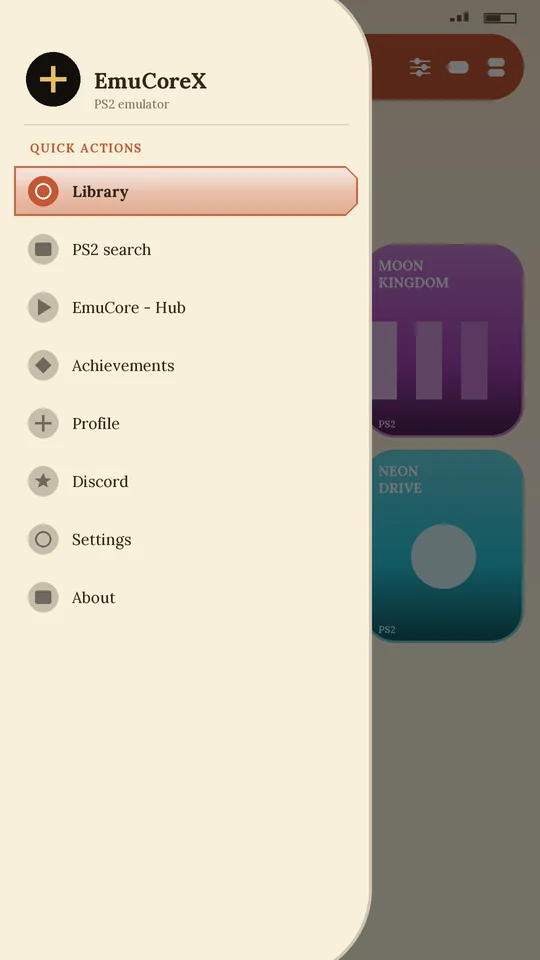 EmuCoreX
PS2 emulator
QUICK ACTIONS
Library
PS2 search
EmuCore - Hub
Achievements
Profile
Discord
Settings
About
MOON
KINGDOM
PS2
NEON
DRIVE
PS2